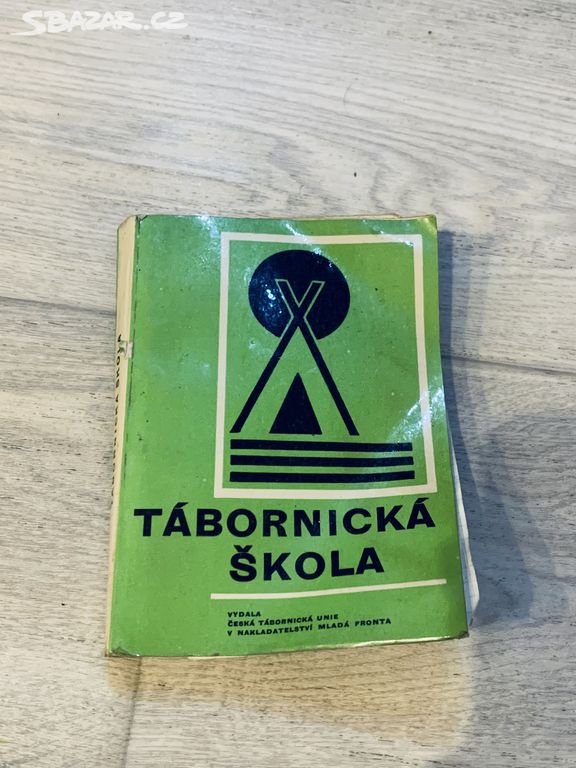 SBAZAR.CZ
TÁBORNICKÁ
ŠKOLA
VYDALA
ČESKÁ TÁBORNICKÁ UNIE
V NAKLADATELSTVÍ MLADÁ FRONTA